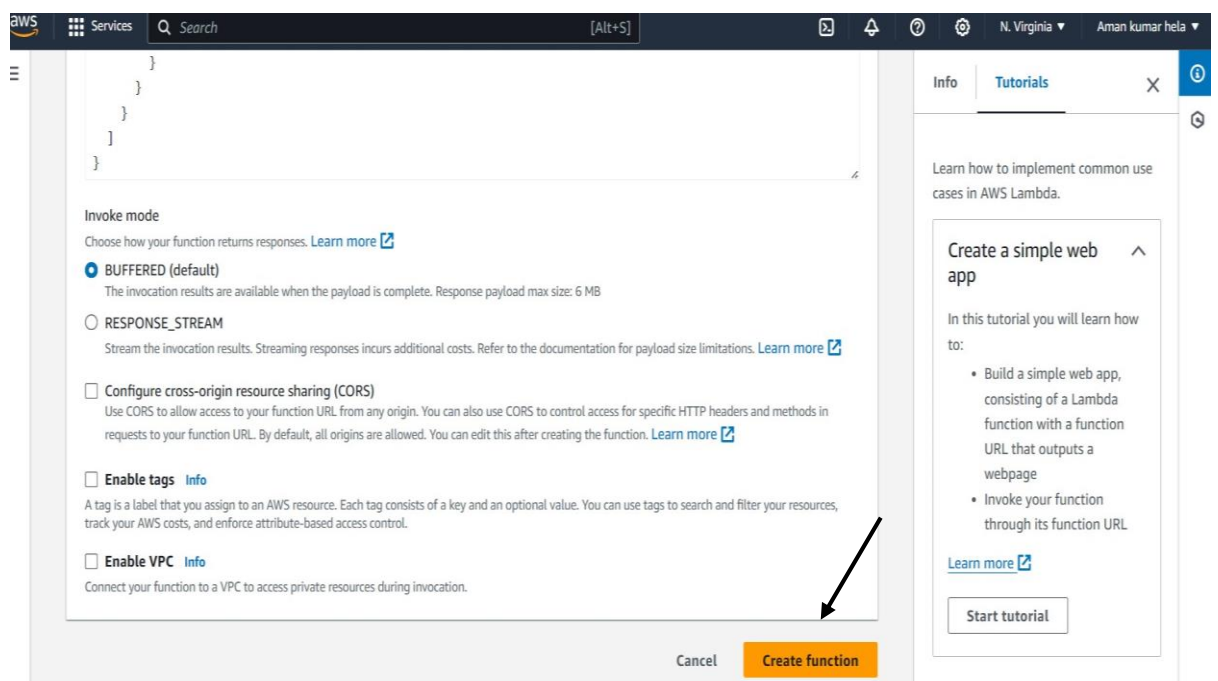 aws
Services
Search
[Alt+S]
N. Virginia ▼
Aman kumar hela ▼
}
}
}
]
}
Invoke mode
Choose how your function returns responses. Learn more
BUFFERED (default)
The invocation results are available when the payload is complete. Response payload max size: 6 MB
RESPONSE_STREAM
Stream the invocation results. Streaming responses incurs additional costs. Refer to the documentation for payload size limitations. Learn more
Configure cross-origin resource sharing (CORS)
Use CORS to allow access to your function URL from any origin. You can also use CORS to control access for specific HTTP headers and methods in
requests to your function URL. By default, all origins are allowed. You can edit this after creating the function. Learn more
Enable tags Info
A tag is a label that you assign to an AWS resource. Each tag consists of a key and an optional value. You can use tags to search and filter your resources,
track your AWS costs, and enforce attribute-based access control.
Enable VPC Info
Connect your function to a VPC to access private resources during invocation.
Cancel
Create function
Info
Tutorials
Learn how to implement common use
cases in AWS Lambda.
Create a simple web
app
In this tutorial you will learn how
to:
• Build a simple web app,
consisting of a Lambda
function with a function
URL that outputs a
webpage
• Invoke your function
through its function URL
Learn more
Start tutorial